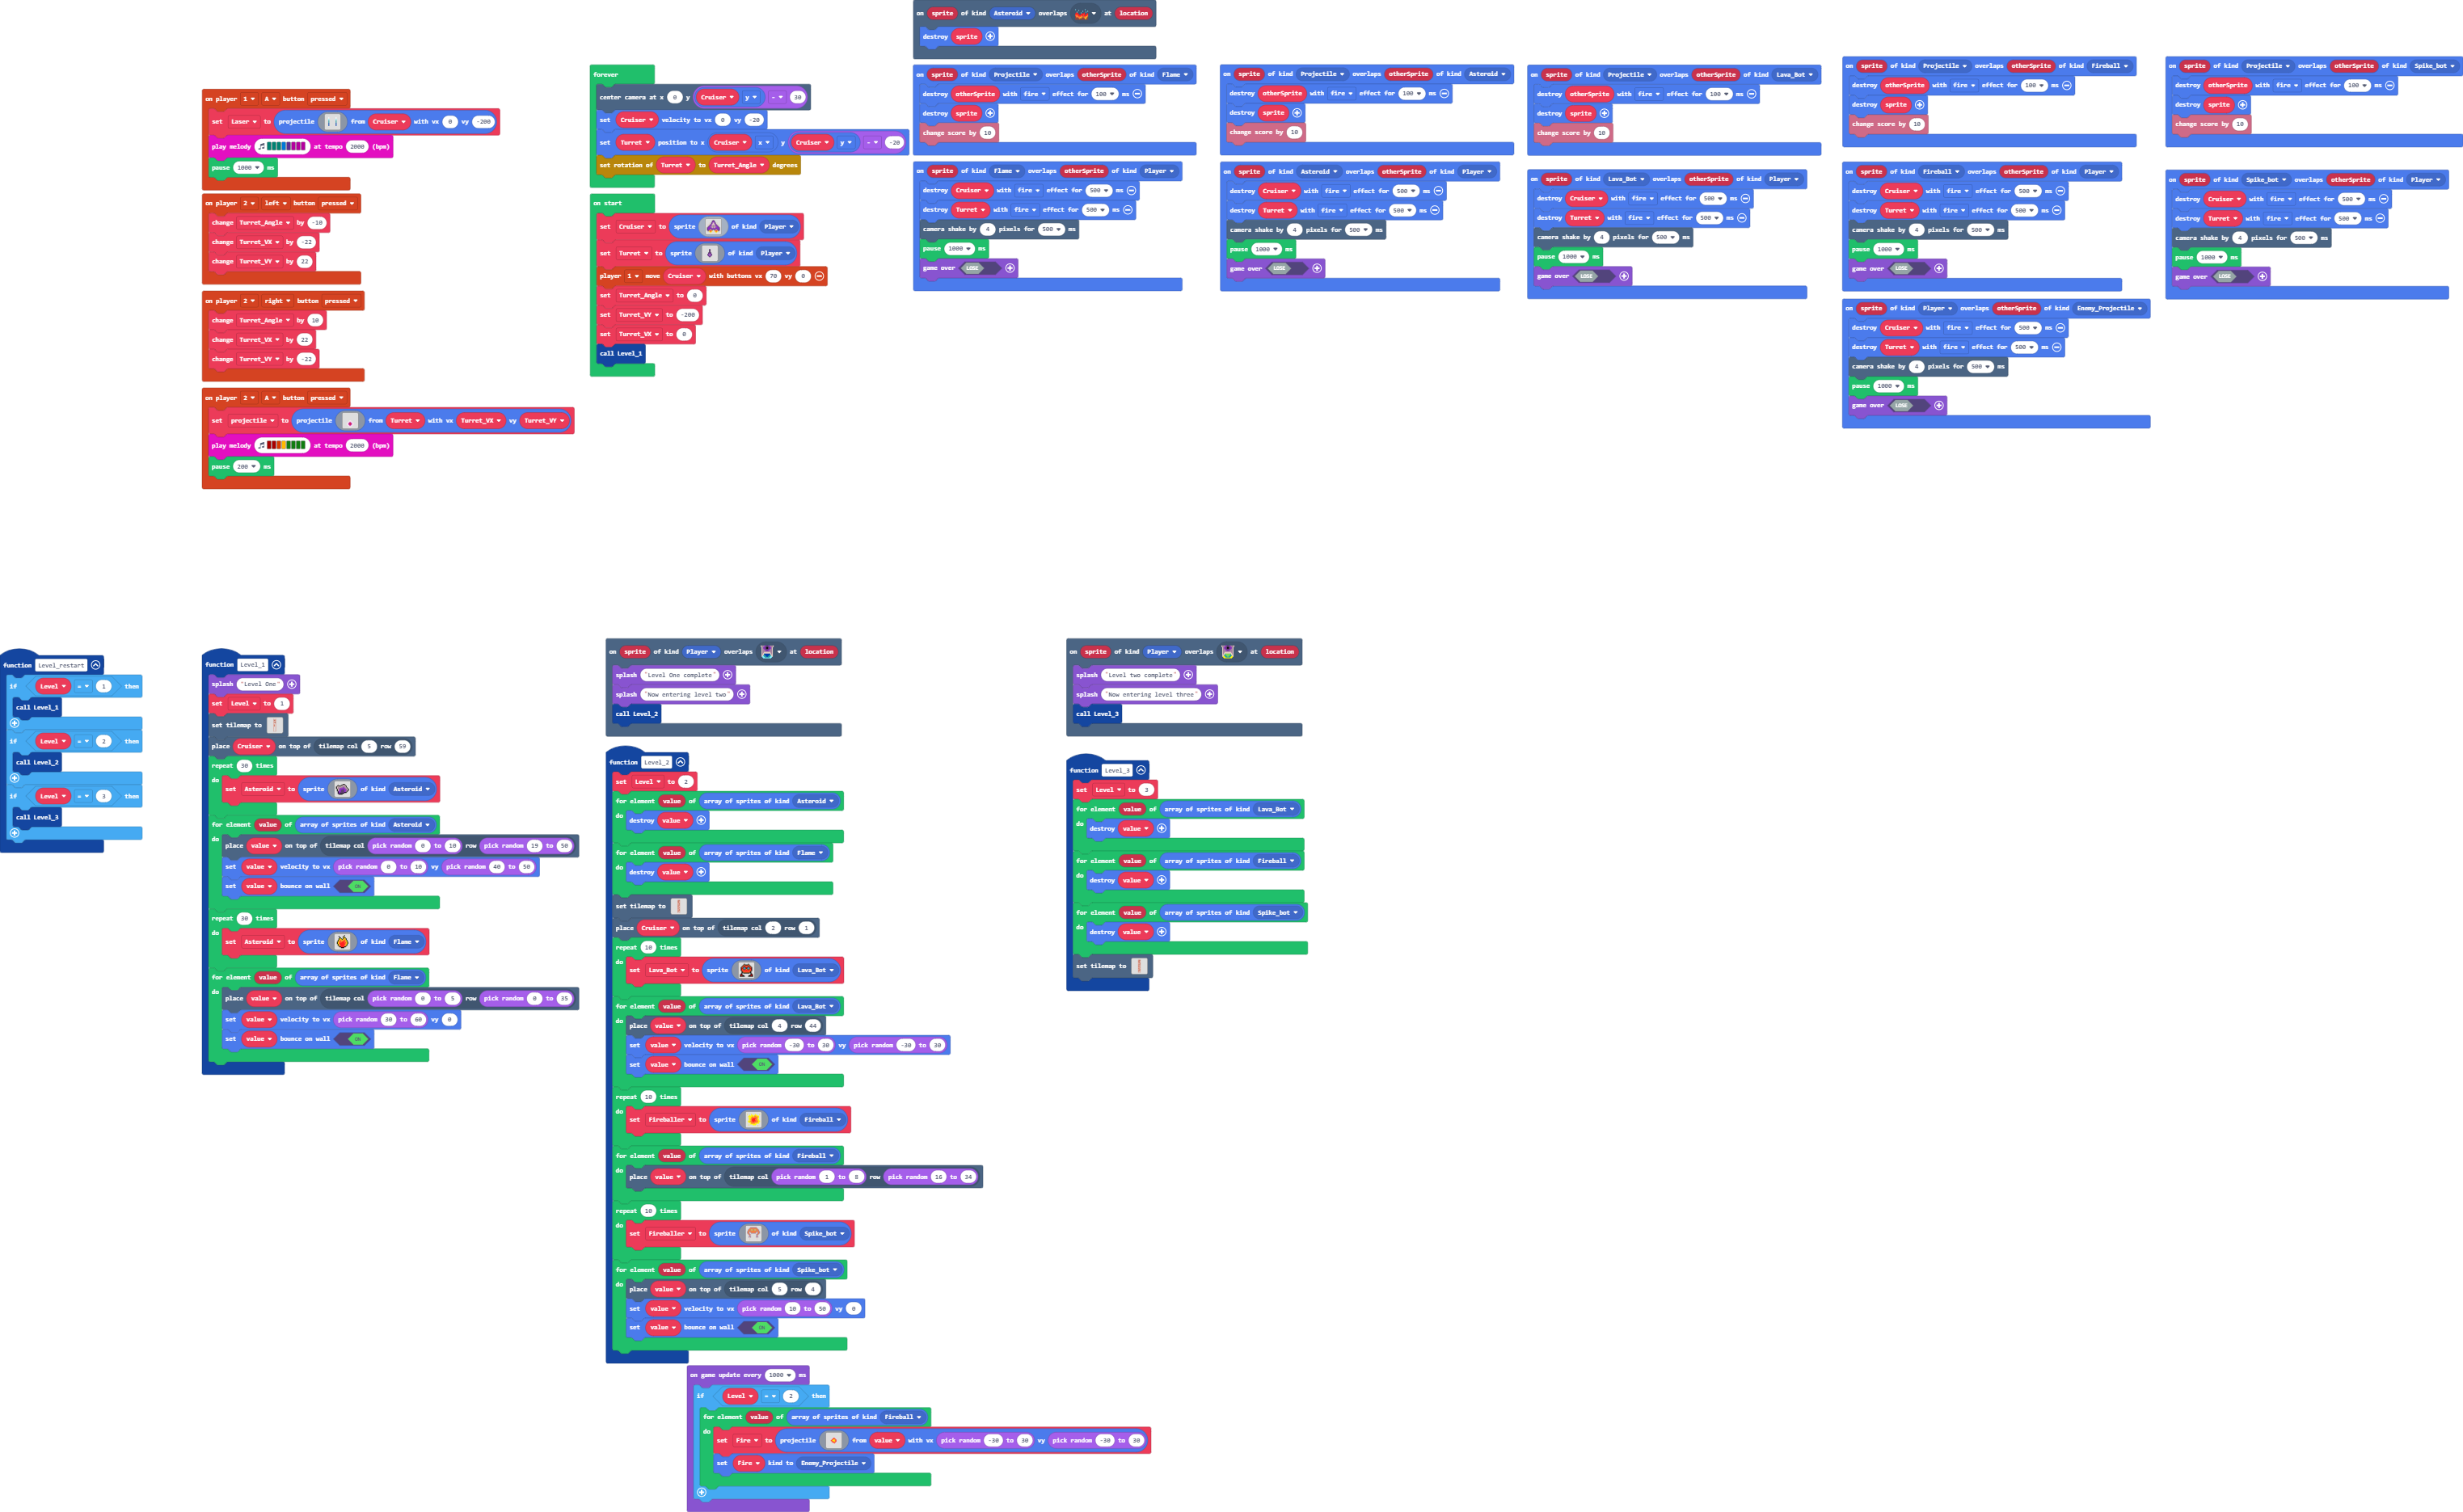 on sprite of kind Asteroid overlaps at location
destroy sprite
on player 1 A button pressed
set Laser to projectile from Cruiser with vx 0 vy -200
play melody at tempo 2000 (bpm)
pause 1000 ms
on player 2 left button pressed
change Turret_Angle by -10
change Turret_VX by -22
change Turret_VY by 22
on player 2 right button pressed
change Turret_Angle by 10
change Turret_VX by 22
change Turret_VY by -22
on player 2 A button pressed
set projectile to projectile from Turret with vx Turret_VX vy Turret_VY
play melody at tempo 2000 (bpm)
pause 200 ms
forever
center camera at x 0 y Cruiser y - 30
set Cruiser velocity to vx 0 vy -20
set Turret position to x Cruiser x y Cruiser y - -20
set rotation of Turret to Turret_Angle degrees
on start
set Cruiser to sprite of kind Player
set Turret to sprite of kind Player
player 1 move Cruiser with buttons vx 70 vy 0
set Turret_Angle to 0
set Turret_VY to -200
set Turret_VX to 0
call Level_1
on sprite of kind Projectile overlaps otherSprite of kind Flame
destroy otherSprite with fire effect for 100 ms
destroy sprite
change score by 10
on sprite of kind Flame overlaps otherSprite of kind Player
destroy Cruiser with fire effect for 500 ms
destroy Turret with fire effect for 500 ms
camera shake by 4 pixels for 500 ms
pause 1000 ms
game over LOSE
on sprite of kind Projectile overlaps otherSprite of kind Asteroid
destroy otherSprite with fire effect for 100 ms
destroy sprite
change score by 10
on sprite of kind Asteroid overlaps otherSprite of kind Player
destroy Cruiser with fire effect for 500 ms
destroy Turret with fire effect for 500 ms
camera shake by 4 pixels for 500 ms
pause 1000 ms
game over LOSE
on sprite of kind Projectile overlaps otherSprite of kind Lava_Bot
destroy otherSprite with fire effect for 100 ms
destroy sprite
change score by 10
on sprite of kind Lava_Bot overlaps otherSprite of kind Player
destroy Cruiser with fire effect for 500 ms
destroy Turret with fire effect for 500 ms
camera shake by 4 pixels for 500 ms
pause 1000 ms
game over LOSE
on sprite of kind Projectile overlaps otherSprite of kind Fireball
destroy otherSprite with fire effect for 100 ms
destroy sprite
change score by 10
on sprite of kind Fireball overlaps otherSprite of kind Player
destroy Cruiser with fire effect for 500 ms
destroy Turret with fire effect for 500 ms
camera shake by 4 pixels for 500 ms
pause 1000 ms
game over LOSE
on sprite of kind Player overlaps otherSprite of kind Enemy_Projectile
destroy Cruiser with fire effect for 500 ms
destroy Turret with fire effect for 500 ms
camera shake by 4 pixels for 500 ms
pause 1000 ms
game over LOSE
on sprite of kind Projectile overlaps otherSprite of kind Spike_bot
destroy otherSprite with fire effect for 100 ms
destroy sprite
change score by 10
on sprite of kind Spike_bot overlaps otherSprite of kind Player
destroy Cruiser with fire effect for 500 ms
destroy Turret with fire effect for 500 ms
camera shake by 4 pixels for 500 ms
pause 1000 ms
game over LOSE
function Level_restart
if Level = 1 then
call Level_1
if Level = 2 then
call Level_2
if Level = 3 then
call Level_3
function Level_1
splash "Level One"
set Level to 1
set tilemap to
place Cruiser on top of tilemap col 5 row 59
repeat 30 times
do set Asteroid to sprite of kind Asteroid
for element value of array of sprites of kind Asteroid
do place value on top of tilemap col pick random 0 to 10 row pick random 19 to 50
set value velocity to vx pick random 0 to 10 vy pick random 40 to 50
set value bounce on wall ON
repeat 30 times
do set Asteroid to sprite of kind Flame
for element value of array of sprites of kind Flame
do place value on top of tilemap col pick random 0 to 5 row pick random 0 to 35
set value velocity to vx pick random 30 to 60 vy 0
set value bounce on wall ON
on sprite of kind Player overlaps at location
splash "Level One complete"
splash "Now entering level two"
call Level_2
function Level_2
set Level to 2
for element value of array of sprites of kind Asteroid
do destroy value
for element value of array of sprites of kind Flame
do destroy value
set tilemap to
place Cruiser on top of tilemap col 2 row 1
repeat 10 times
do set Lava_Bot to sprite of kind Lava_Bot
for element value of array of sprites of kind Lava_Bot
do place value on top of tilemap col 4 row 44
set value velocity to vx pick random -30 to 30 vy pick random -30 to 30
set value bounce on wall ON
repeat 10 times
do set Fireballer to sprite of kind Fireball
for element value of array of sprites of kind Fireball
do place value on top of tilemap col pick random 1 to 8 row pick random 16 to 34
repeat 10 times
do set Fireballer to sprite of kind Spike_bot
for element value of array of sprites of kind Spike_bot
do place value on top of tilemap col 5 row 4
set value velocity to vx pick random 10 to 50 vy 0
set value bounce on wall ON
on game update every 1000 ms
if Level = 2 then
for element value of array of sprites of kind Fireball
do set Fire to projectile from value with vx pick random -30 to 30 vy pick random -30 to 30
set Fire kind to Enemy_Projectile
on sprite of kind Player overlaps at location
splash "Level two complete"
splash "Now entering level three"
call Level_3
function Level_3
set Level to 3
for element value of array of sprites of kind Lava_Bot
do destroy value
for element value of array of sprites of kind Fireball
do destroy value
for element value of array of sprites of kind Spike_bot
do destroy value
set tilemap to